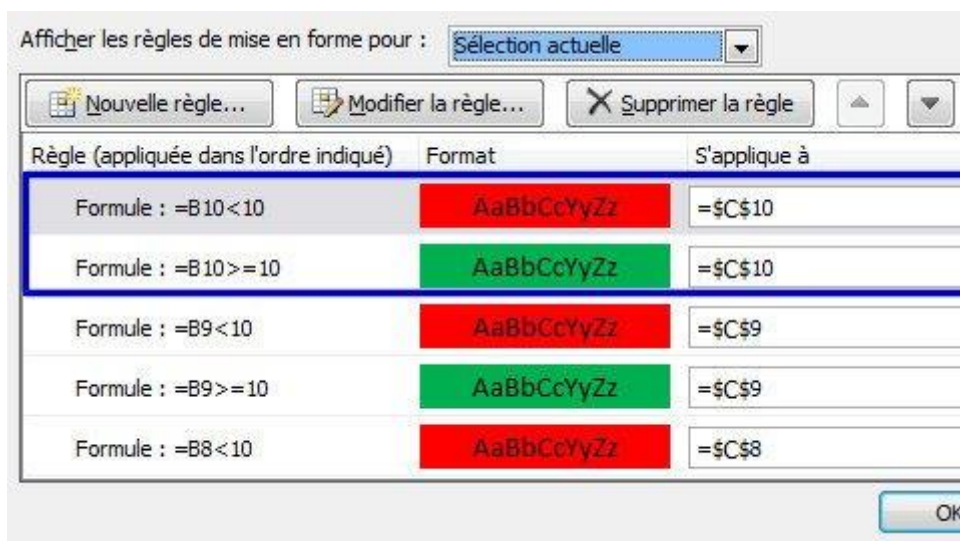 Afficher les règles de mise en forme pour : Sélection actuelle
Nouvelle règle... Modifier la règle... Supprimer la règle
Règle (appliquée dans l'ordre indiqué) Format S'applique à
Formule : =B10<10 AaBbCcYyZz =$C$10
Formule : =B10>=10 AaBbCcYyZz =$C$10
Formule : =B9<10 AaBbCcYyZz =$C$9
Formule : =B9>=10 AaBbCcYyZz =$C$9
Formule : =B8<10 AaBbCcYyZz =$C$8
OK